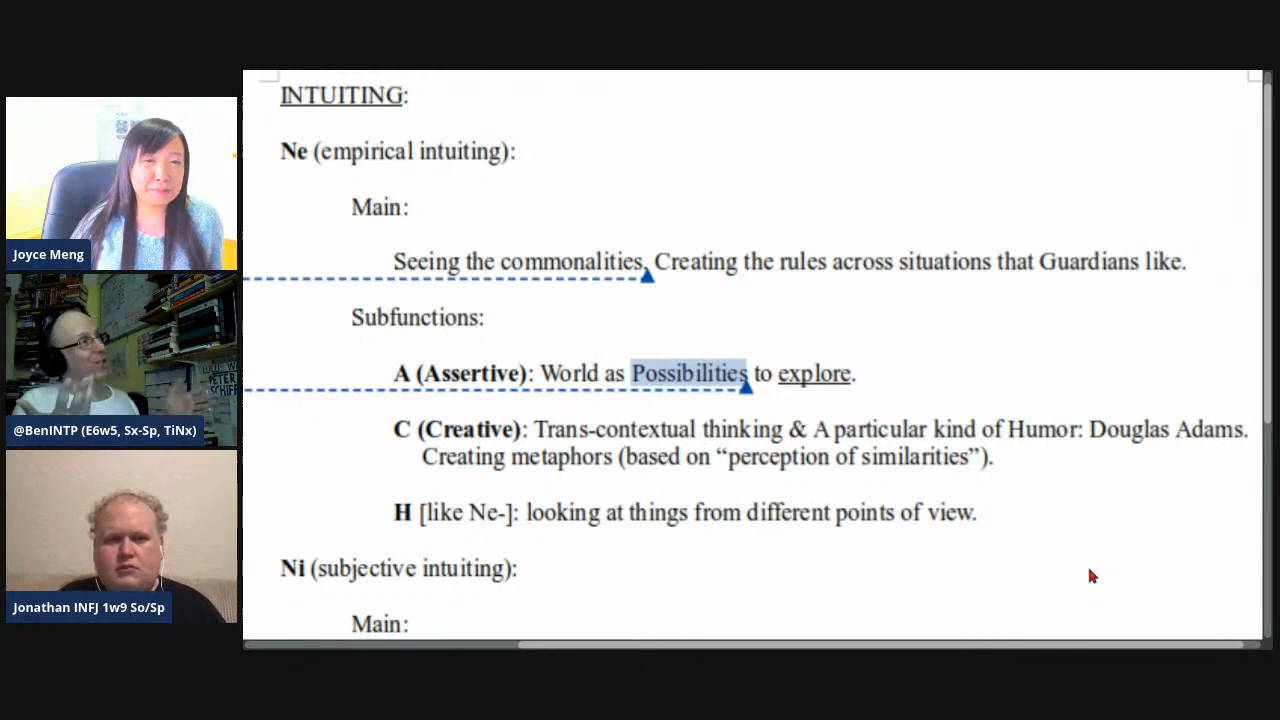 Joyce Meng
@BenINTP (E6w5, Sx-Sp, TiNx)
Jonathan INFJ 1w9 So/Sp
INTUITING:
Ne (empirical intuiting):
Main:
Seeing the commonalities. Creating the rules across situations that Guardians like.
Subfunctions:
A (Assertive): World as Possibilities to explore.
C (Creative): Trans-contextual thinking & A particular kind of Humor: Douglas Adams.
Creating metaphors (based on “perception of similarities”).
H [like Ne-]: looking at things from different points of view.
Ni (subjective intuiting):
Main:
PETER
SCHIFF